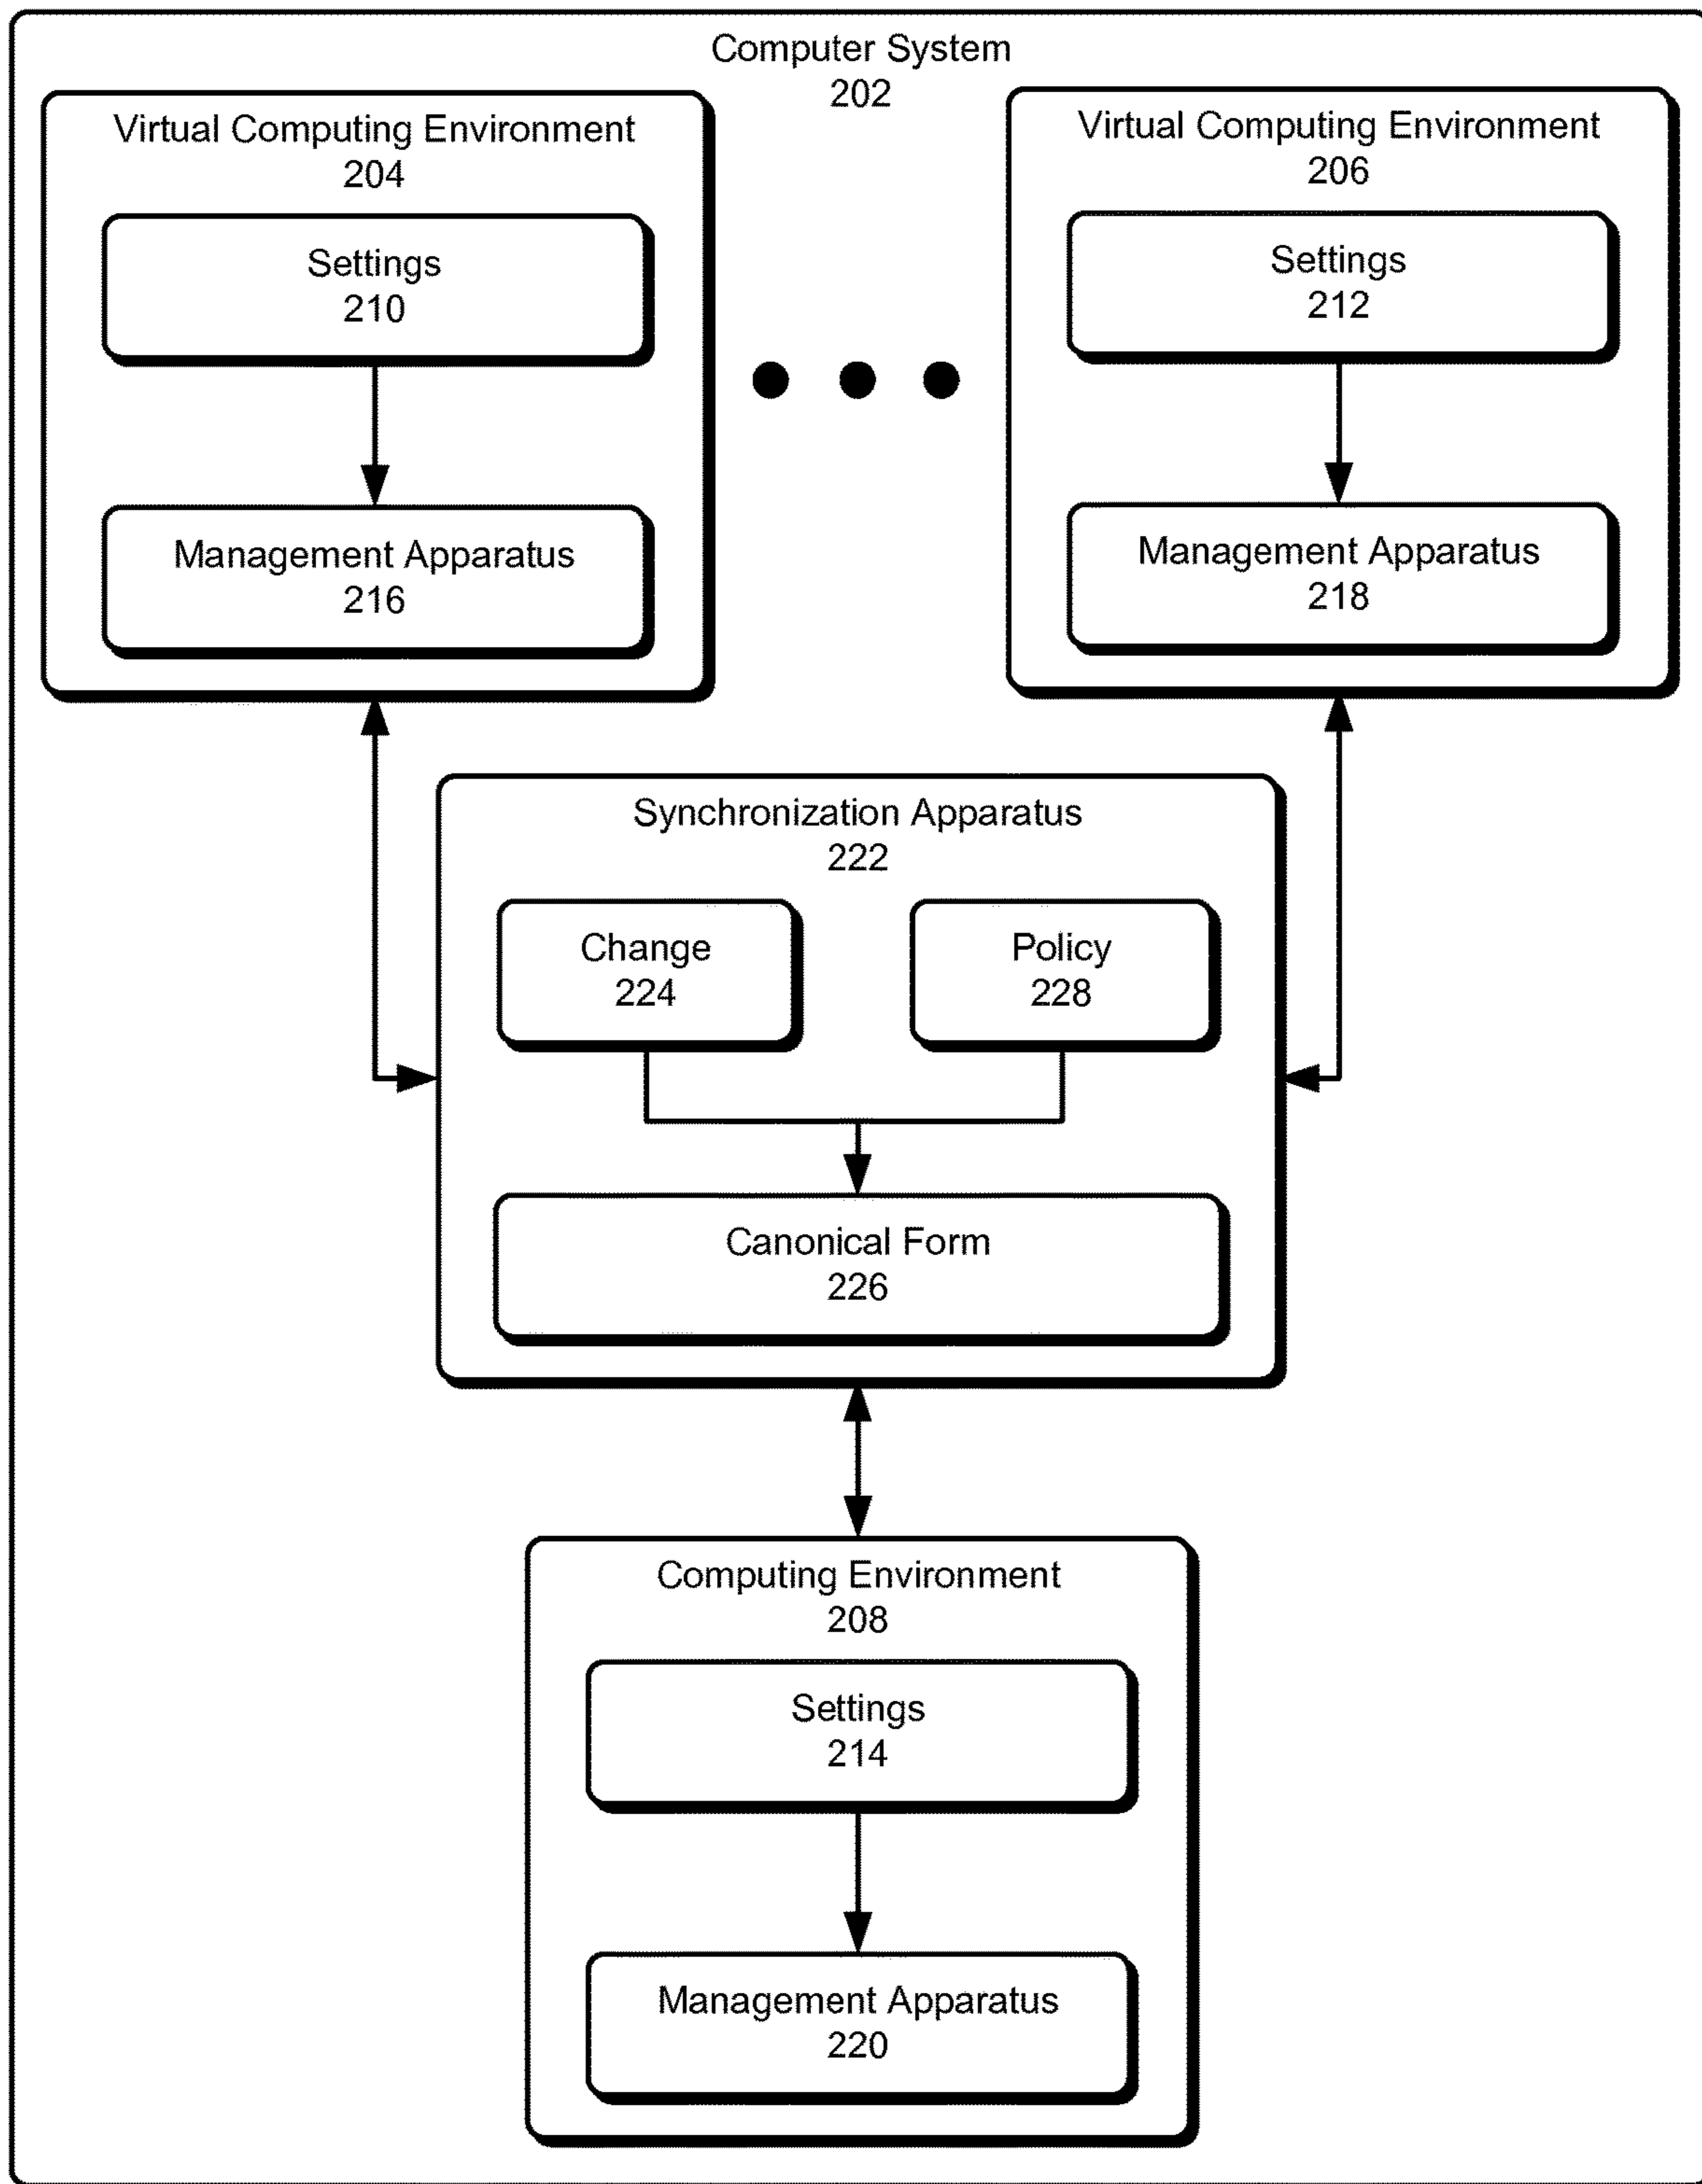 Computer System
202
Virtual Computing Environment
204
Settings
210
Management Apparatus
216
Virtual Computing Environment
206
Settings
212
Management Apparatus
218
Synchronization Apparatus
222
Change
224
Policy
228
Canonical Form
226
Computing Environment
208
Settings
214
Management Apparatus
220